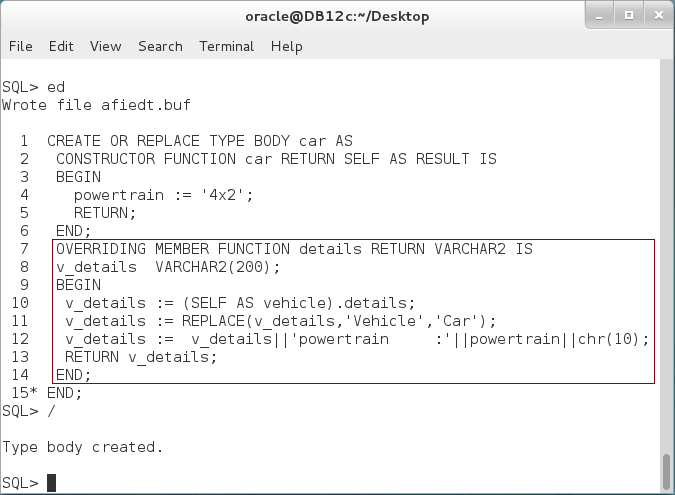 oracle@DB12c:~/Desktop
File Edit View Search Terminal Help
SQL> ed
Wrote file afiedt.buf
  1  CREATE OR REPLACE TYPE BODY car AS
  2   CONSTRUCTOR FUNCTION car RETURN SELF AS RESULT IS
  3   BEGIN
  4     powertrain := '4x2';
  5     RETURN;
  6   END;
  7   OVERRIDING MEMBER FUNCTION details RETURN VARCHAR2 IS
  8   v_details  VARCHAR2(200);
  9   BEGIN
 10    v_details := (SELF AS vehicle).details;
 11    v_details := REPLACE(v_details,'Vehicle','Car');
 12    v_details :=  v_details||'powertrain     :'||powertrain||chr(10);
 13    RETURN v_details;
 14   END;
 15* END;
SQL> /
Type body created.
SQL>